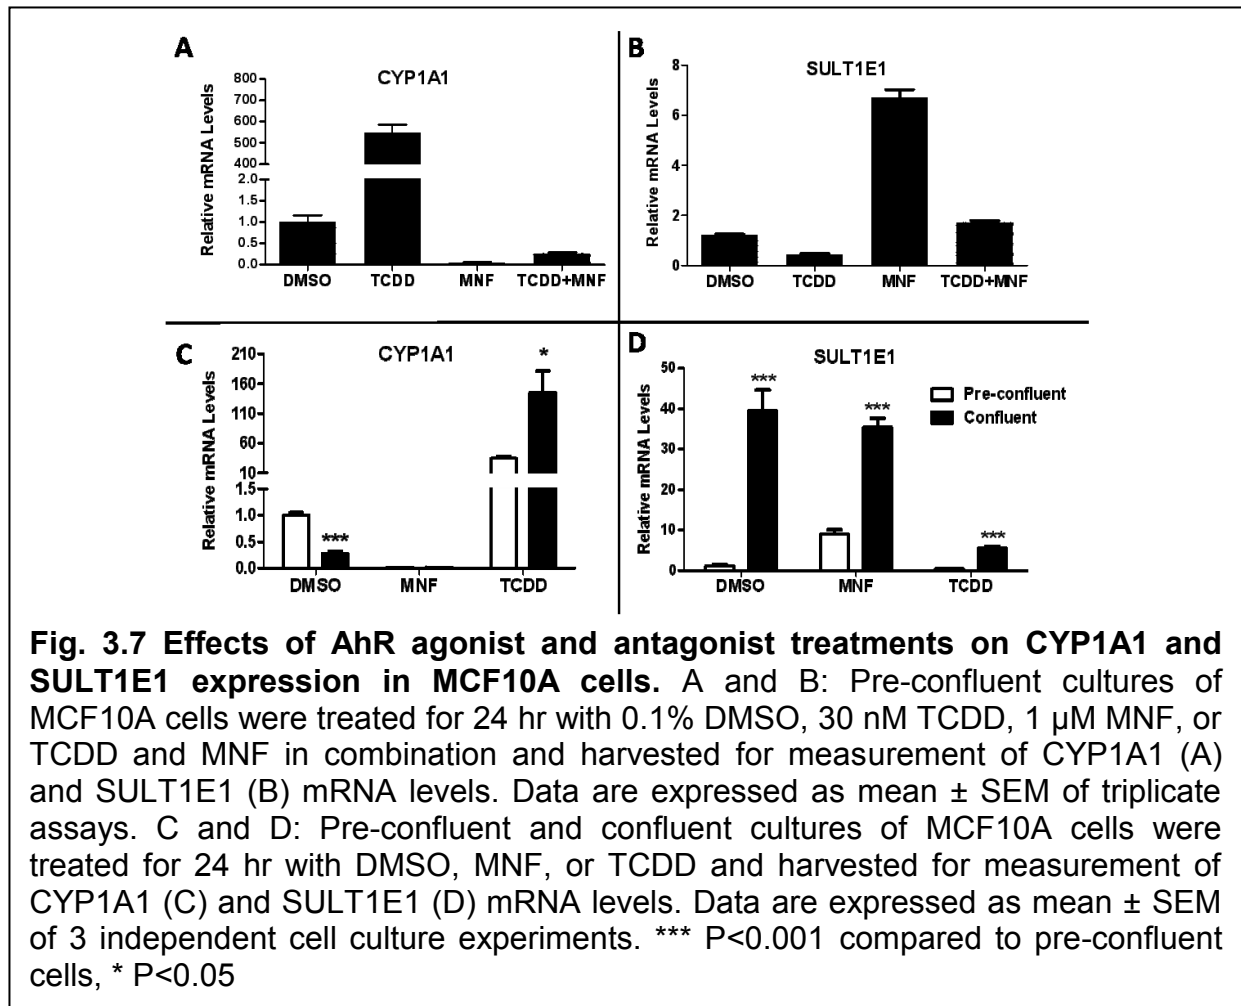 A
CYP1A1
Relative mRNA Levels
800
700
600
500
400
2.0
1.0
0.5
0.0
DMSO TCDD MNF TCDD+MNF
B
SULT1E1
Relative mRNA Levels
8
6
4
2
0
DMSO TCDD MNF TCDD+MNF
C
CYP1A1
Relative mRNA Levels
210
160
110
60
10
1.5
1.0
0.5
0.0
***
*
DMSO MNF TCDD
D
SULT1E1
Relative mRNA Levels
50
40
30
20
10
0
***
***
***
Pre-confluent
Confluent
DMSO MNF TCDD
Fig. 3.7 Effects of AhR agonist and antagonist treatments on CYP1A1 and
SULT1E1 expression in MCF10A cells. A and B: Pre-confluent cultures of
MCF10A cells were treated for 24 hr with 0.1% DMSO, 30 nM TCDD, 1 µM MNF, or
TCDD and MNF in combination and harvested for measurement of CYP1A1 (A)
and SULT1E1 (B) mRNA levels. Data are expressed as mean ± SEM of triplicate
assays. C and D: Pre-confluent and confluent cultures of MCF10A cells were
treated for 24 hr with DMSO, MNF, or TCDD and harvested for measurement of
CYP1A1 (C) and SULT1E1 (D) mRNA levels. Data are expressed as mean ± SEM
of 3 independent cell culture experiments. *** P<0.001 compared to pre-confluent
cells, * P<0.05